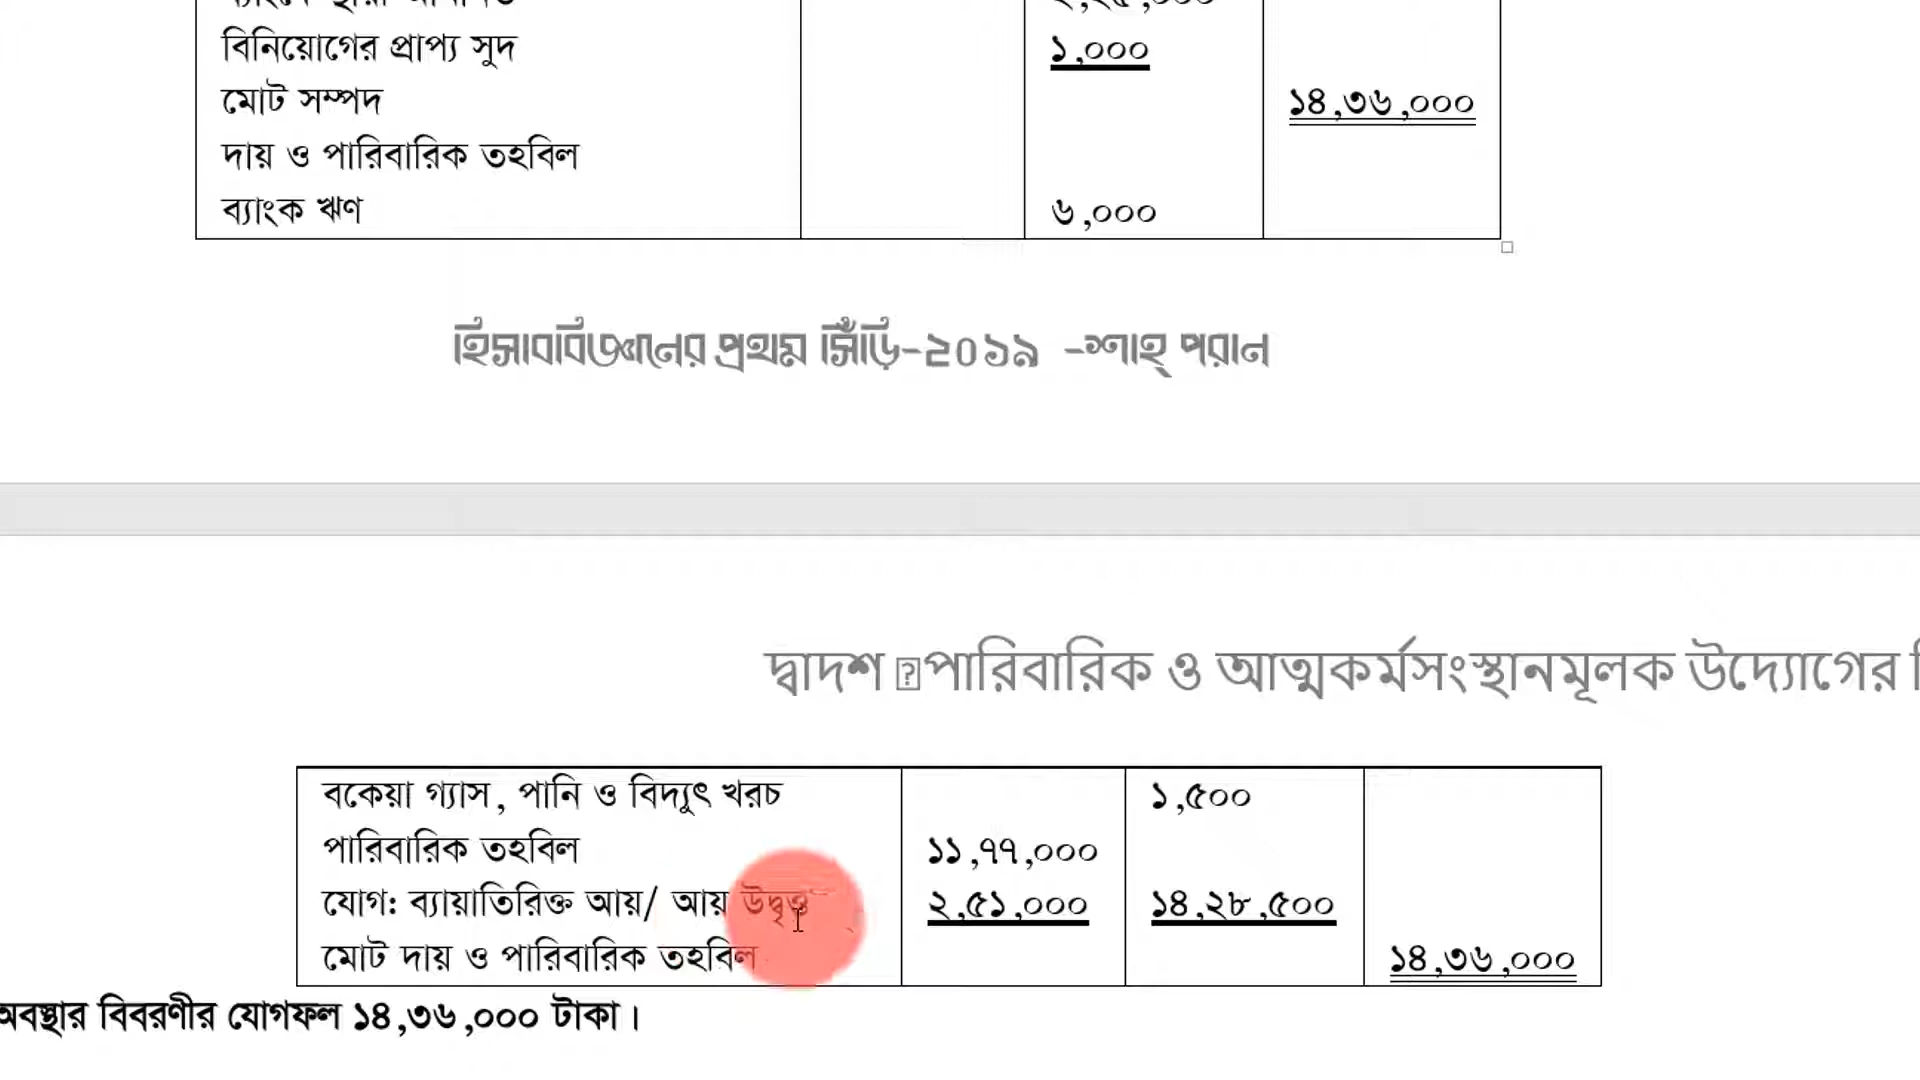 বিনিয়োগের প্রাপ্য সুদ ১,০০০
মোট সম্পদ ১৪,৩৬,০০০
দায় ও পারিবারিক তহবিল
ব্যাংক ঋণ ৬,০০০
হিসাববিজ্ঞানের প্রথম সিঁড়ি-২০১৯ -শাহ্ পরান
দ্বাদশ পারিবারিক ও আত্মকর্মসংস্থানমূলক উদ্যোগের
বকেয়া গ্যাস, পানি ও বিদ্যুৎ খরচ ১,৫০০
পারিবারিক তহবিল ১১,৭৭,০০০
যোগ: ব্যায়াতিরিক্ত আয়/ আয় উদ্বৃত্ত ২,৫১,০০০ ১৪,২৮,৫০০
মোট দায় ও পারিবারিক তহবিল ১৪,৩৬,০০০
অবস্থার বিবরণীর যোগফল ১৪,৩৬,০০০ টাকা।